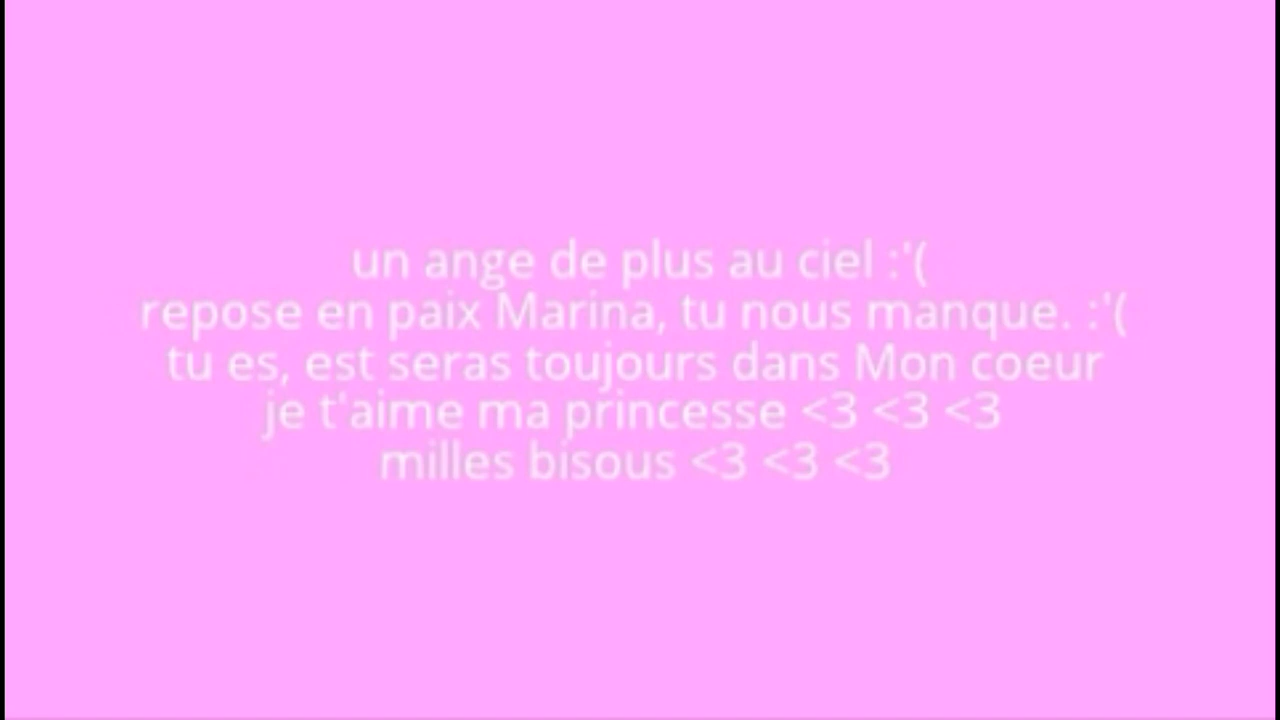 un ange de plus au ciel :'(
repose en paix Marina, tu nous manque. :'(
tu es, est seras toujours dans Mon coeur
je t'aime ma princesse <3 <3 <3
milles bisous <3 <3 <3